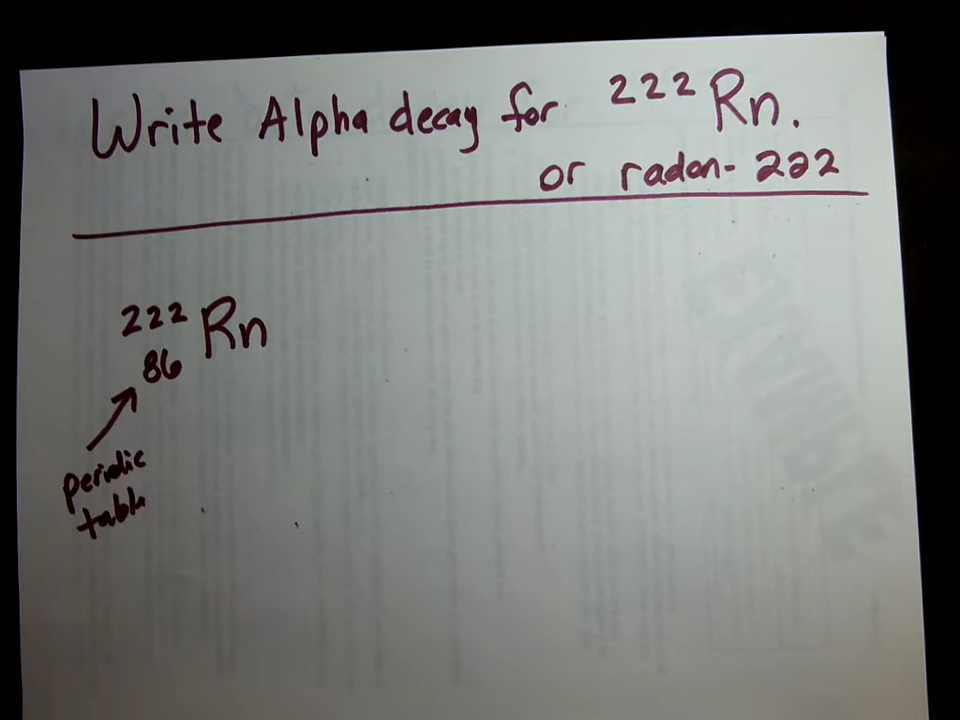 Write Alpha decay for ²²²Rn.
or radon-222
²²²₈₆Rn
periodic
table